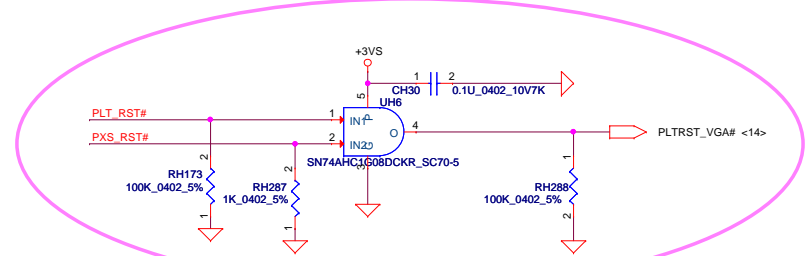 +3VS
1 2
CH30 0.1U_0402_10V7K
5
UH6
PLT_RST# 1 IN1 P
4
O PLTRST_VGA# <14>
PXS_RST# 2 IN2 G
SN74AHC1G08DCKR_SC70-5
3
2 2 1
RH173
100K_0402_5%
RH287
1K_0402_5%
RH288
100K_0402_5%
1 1 2